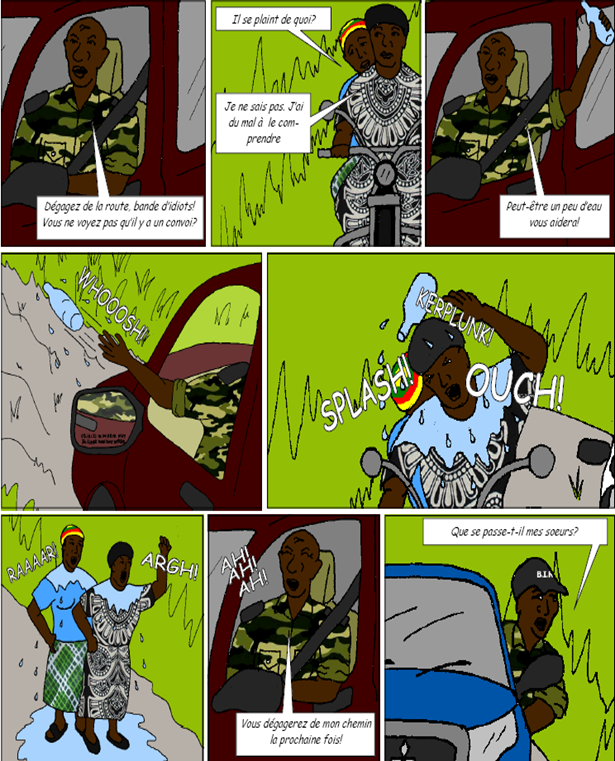 Dégagez de la route, bande d'idiots!
Vous ne voyez pas qu'il y a un convoi?
Il se plaint de quoi?
Je ne sais pas. J'ai
du mal à le com-
prendre
Peut-être un peu d'eau
vous aidera!
WHOOOSH!
KERPLUNK!
SPLASH!
OUCH!
RAAAAR!
ARGH!
AH!
AH!
AH!
Vous dégagerez de mon chemin
la prochaine fois!
Que se passe-t-il mes soeurs?